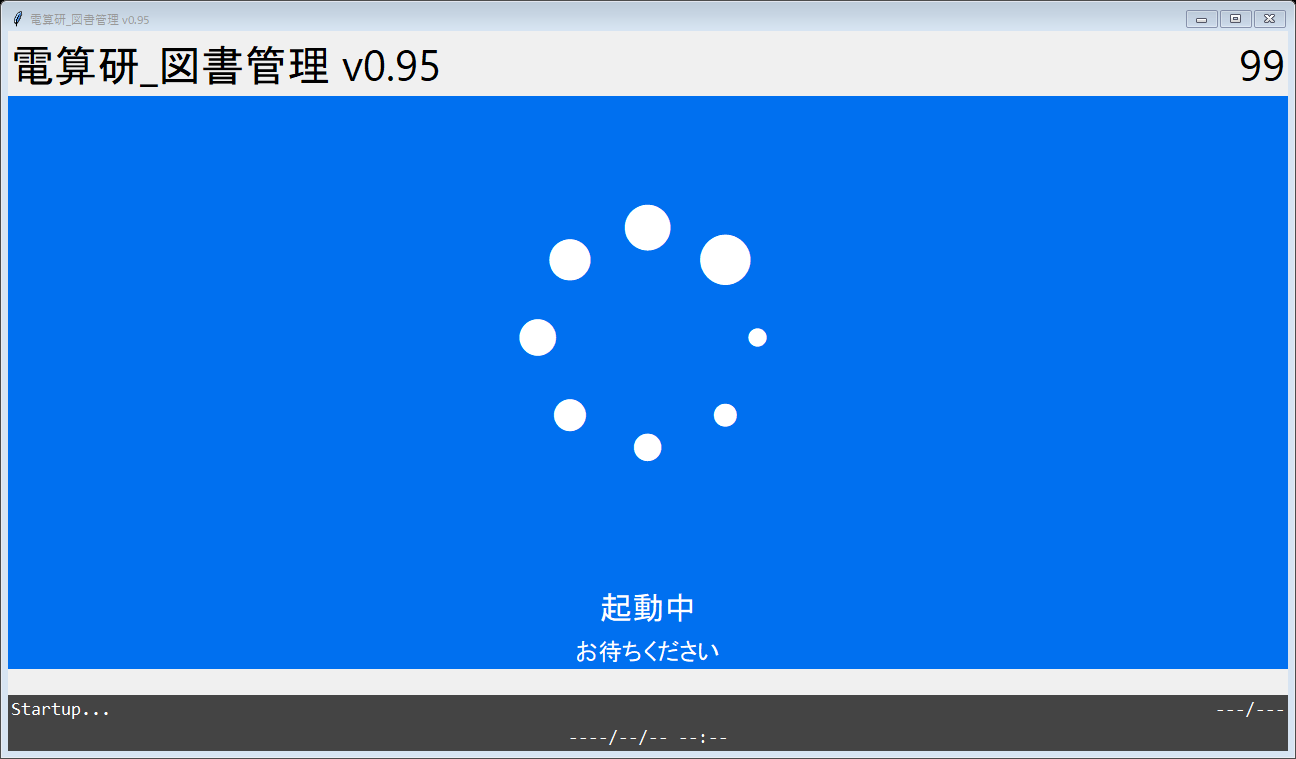 電算研_図書管理 v0.95
電算研_図書管理 v0.95 99
起動中
お待ちください
Startup... ---/---
----/--/-- --:--